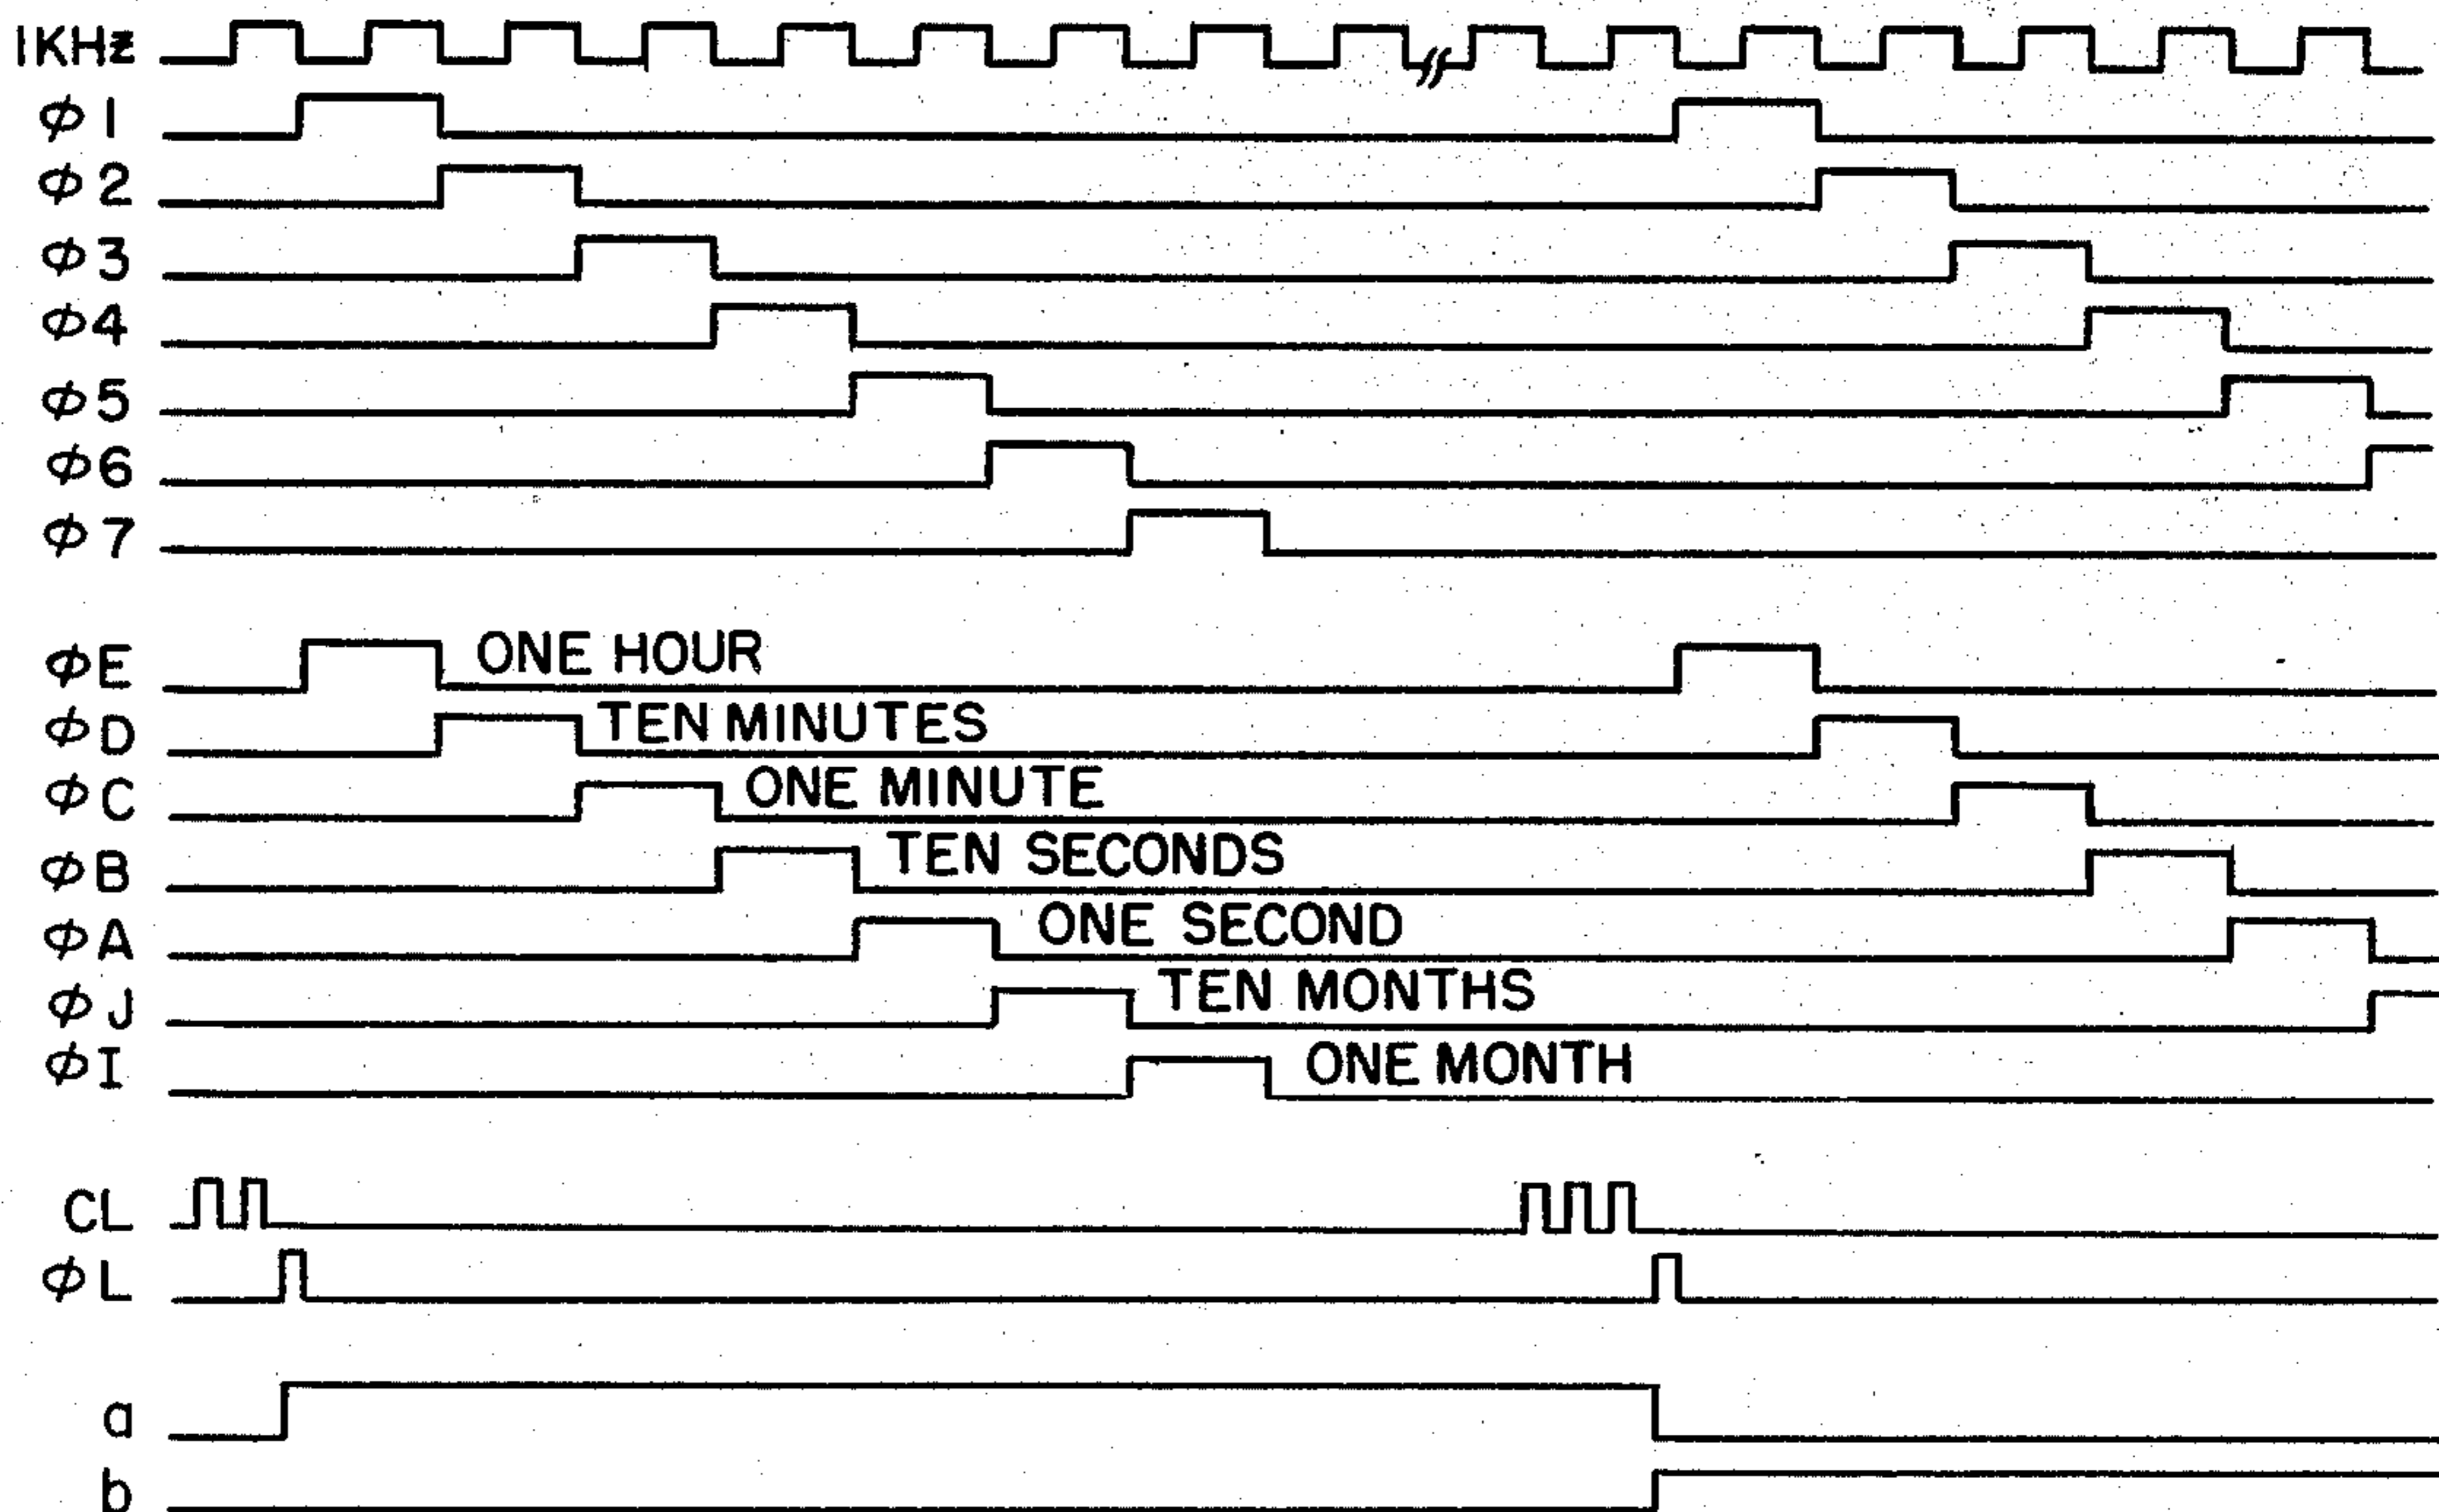 1KHz
φ1
φ2
φ3
φ4
φ5
φ6
φ7
φE ONE HOUR
φD TEN MINUTES
φC ONE MINUTE
φB TEN SECONDS
φA ONE SECOND
φJ TEN MONTHS
φI ONE MONTH
CL
φL
a
b